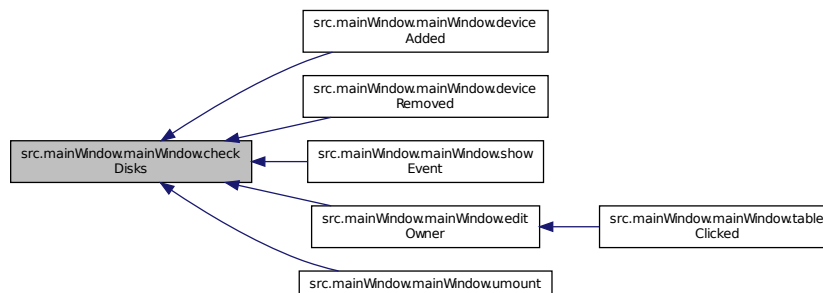 src.mainWindow.mainWindow.device
Added
src.mainWindow.mainWindow.device
Removed
src.mainWindow.mainWindow.check
Disks
src.mainWindow.mainWindow.show
Event
src.mainWindow.mainWindow.edit
Owner
src.mainWindow.mainWindow.table
Clicked
src.mainWindow.mainWindow.umount